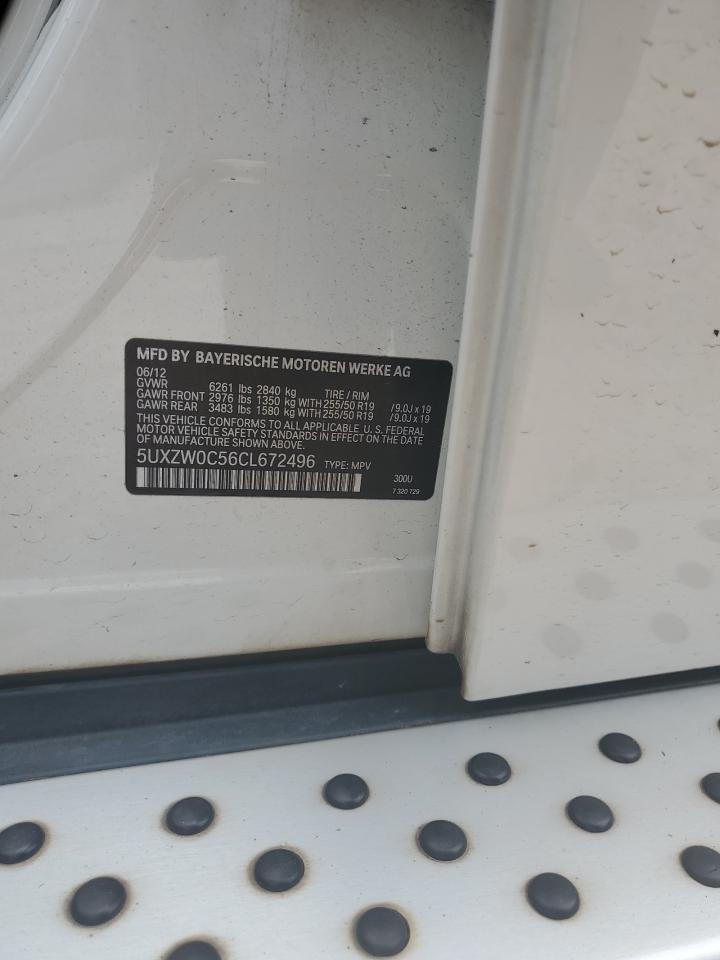 MFD BY BAYERISCHE MOTOREN WERKE AG
06/12
GVWR 6261 lbs 2840 kg TIRE / RIM
GAWR FRONT 2976 lbs 1350 kg WITH 255/50 R19 /9.0J x 19
GAWR REAR 3483 lbs 1580 kg WITH 255/50 R19 /9.0J x 19
THIS VEHICLE CONFORMS TO ALL APPLICABLE U. S. FEDERAL
MOTOR VEHICLE SAFETY STANDARDS IN EFFECT ON THE DATE
OF MANUFACTURE SHOWN ABOVE.
5UXZW0C56CL672496 TYPE: MPV
300U
7 320 729